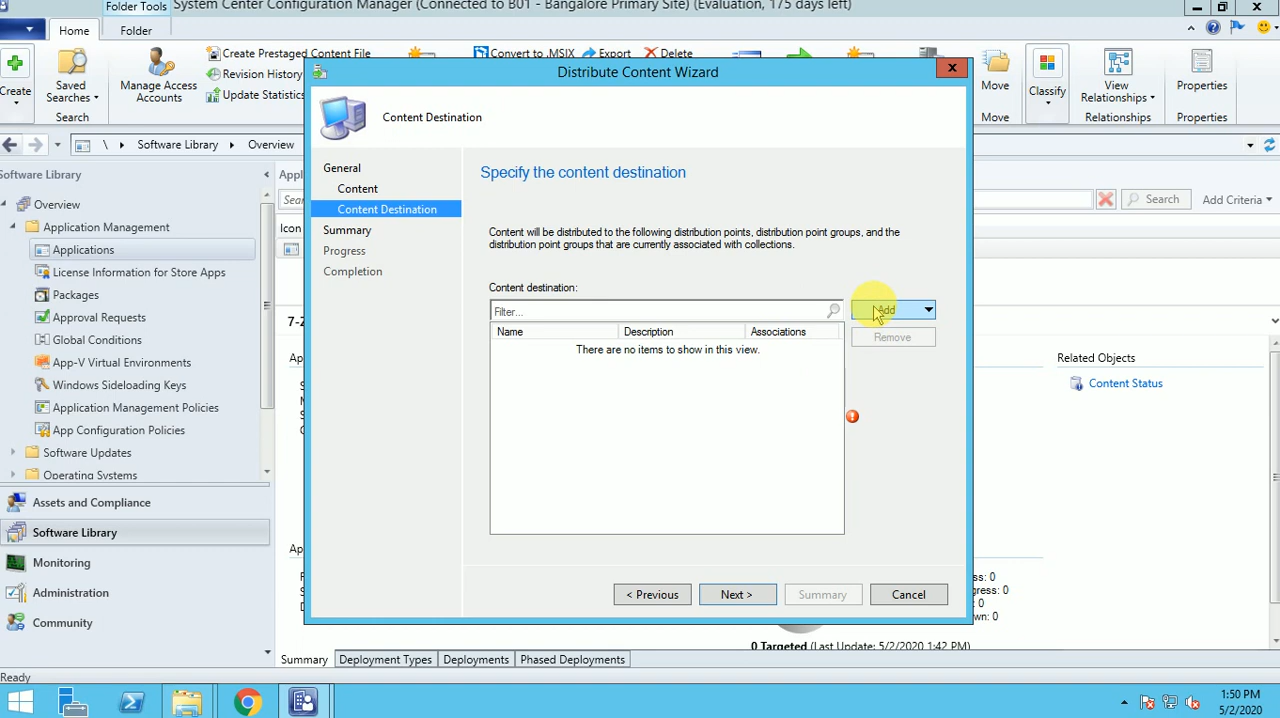 Folder Tools
System Center Configuration Manager (Connected to B01 - Bangalore Primary Site) (Evaluation, 175 days left)
Home
Folder
Create
Saved
Searches
Search
Manage Access
Accounts
Create Prestaged Content File
Revision History
Update Statistics
Convert to .MSIX
Export
Delete
Move
Move
Classify
View
Relationships
Relationships
Properties
Properties
\
Software Library
Overview
Software Library
Search
Add Criteria
Icon
Overview
Application Management
Applications
License Information for Store Apps
Packages
Approval Requests
Global Conditions
App-V Virtual Environments
Windows Sideloading Keys
Application Management Policies
App Configuration Policies
Software Updates
Operating Systems
Assets and Compliance
Software Library
Monitoring
Administration
Community
Distribute Content Wizard
Content Destination
General
Content
Content Destination
Summary
Progress
Completion
Specify the content destination
Content will be distributed to the following distribution points, distribution point groups, and the
distribution point groups that are currently associated with collections.
Content destination:
Filter...
Add
Remove
Name
Description
Associations
There are no items to show in this view.
< Previous
Next >
Summary
Cancel
Related Objects
Content Status
0 Targeted (Last Update: 5/2/2020 1:42 PM)
Summary
Deployment Types
Deployments
Phased Deployments
Ready
1:50 PM
5/2/2020